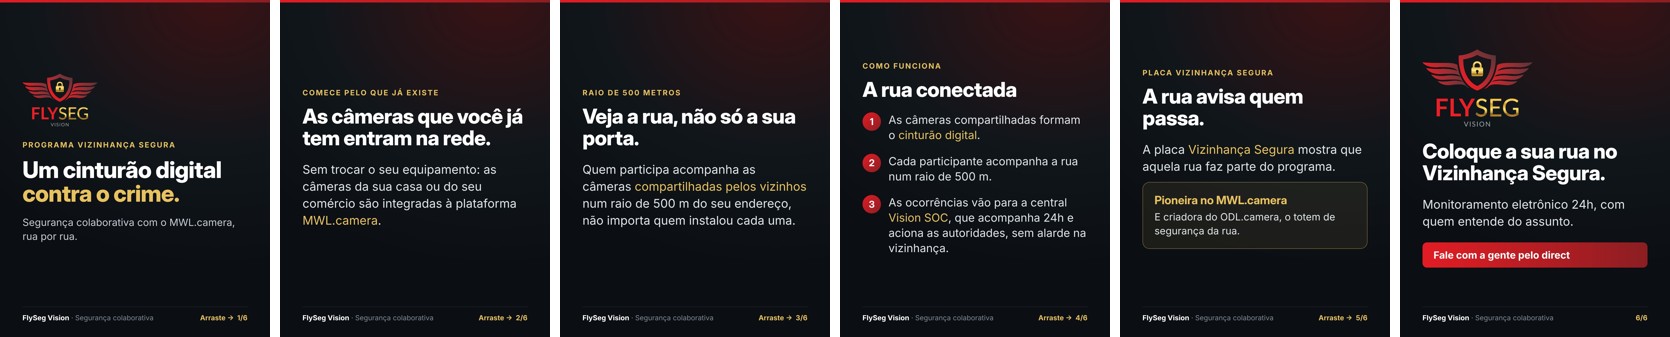 FLYSEG
VISION
PROGRAMA VIZINHANÇA SEGURA
Um cinturão digital
contra o crime.
Segurança colaborativa com o MWL.camera,
rua por rua.
FlySeg Vision · Segurança colaborativa
Arraste → 1/6
COMECE PELO QUE JÁ EXISTE
As câmeras que você já
tem entram na rede.
Sem trocar o seu equipamento: as
câmeras da sua casa ou do seu
comércio são integradas à plataforma
MWL.camera.
FlySeg Vision · Segurança colaborativa
Arraste → 2/6
RAIO DE 500 METROS
Veja a rua, não só a sua
porta.
Quem participa acompanha as
câmeras compartilhadas pelos vizinhos
num raio de 500 m do seu endereço,
não importa quem instalou cada uma.
FlySeg Vision · Segurança colaborativa
Arraste → 3/6
COMO FUNCIONA
A rua conectada
1 As câmeras compartilhadas formam
o cinturão digital.
2 Cada participante acompanha a rua
num raio de 500 m.
3 As ocorrências vão para a central
Vision SOC, que acompanha 24h e
aciona as autoridades, sem alarde na
vizinhança.
FlySeg Vision · Segurança colaborativa
Arraste → 4/6
PLACA VIZINHANÇA SEGURA
A rua avisa quem
passa.
A placa Vizinhança Segura mostra que
aquela rua faz parte do programa.
Pioneira no MWL.camera
E criadora do ODL.camera, o totem de
segurança da rua.
FlySeg Vision · Segurança colaborativa
Arraste → 5/6
FLYSEG
VISION
Coloque a sua rua no
Vizinhança Segura.
Monitoramento eletrônico 24h, com
quem entende do assunto.
Fale com a gente pelo direct
FlySeg Vision · Segurança colaborativa
6/6